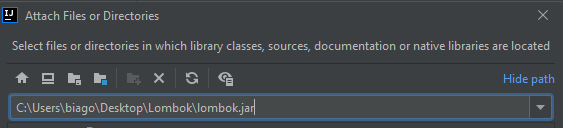 IJ
Attach Files or Directories
Select files or directories in which library classes, sources, documentation or native libraries are located
Hide path
C:\Users\biago\Desktop\Lombok\lombok.jar